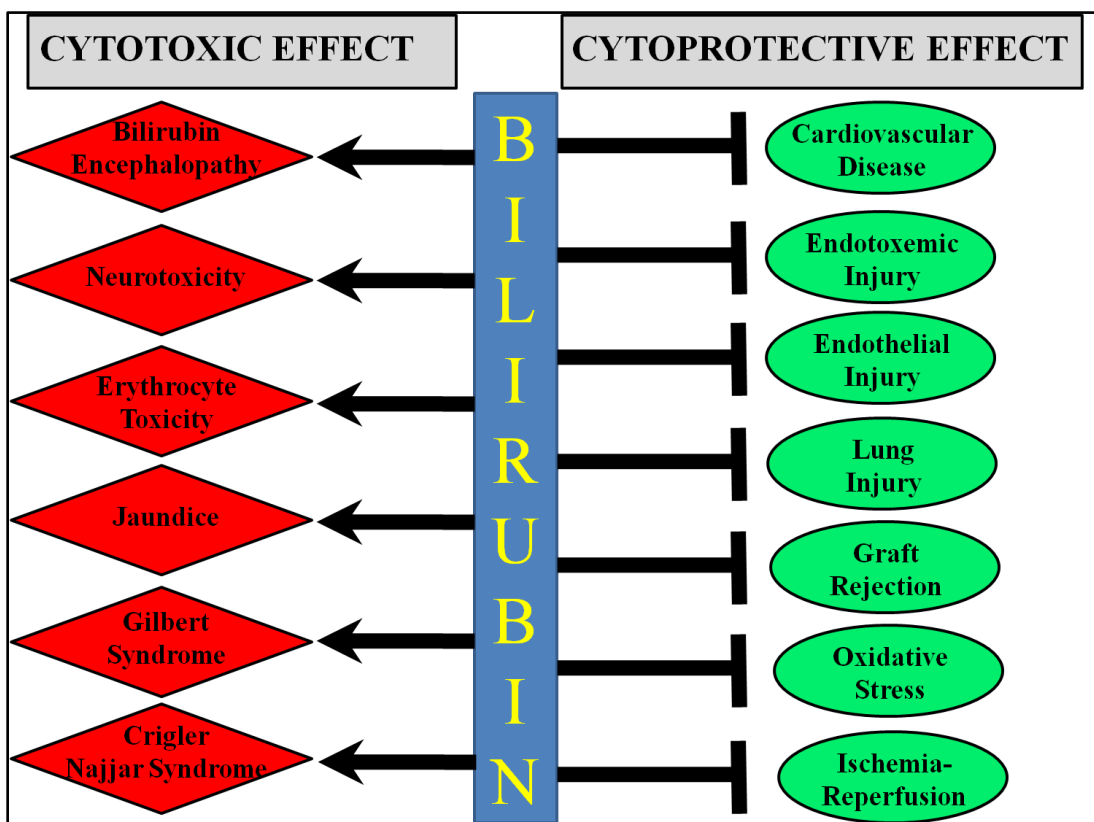 CYTOTOXIC EFFECT
Bilirubin
Encephalopathy
Neurotoxicity
Erythrocyte
Toxicity
Jaundice
Gilbert
Syndrome
Crigler
Najjar Syndrome
B
I
L
I
R
U
B
I
N
CYTOPROTECTIVE EFFECT
Cardiovascular
Disease
Endotoxemic
Injury
Endothelial
Injury
Lung
Injury
Graft
Rejection
Oxidative
Stress
Ischemia-
Reperfusion